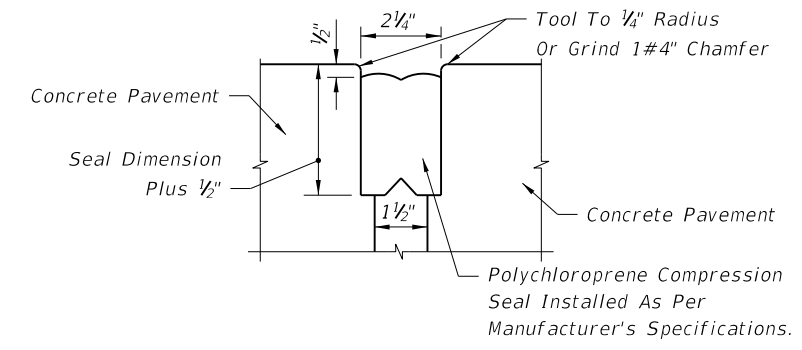 ½"
2¼"
Tool To ¼" Radius
Or Grind 1#4" Chamfer
Concrete Pavement
Seal Dimension
Plus ½"
1½"
Concrete Pavement
Polychloroprene Compression
Seal Installed As Per
Manufacturer's Specifications.